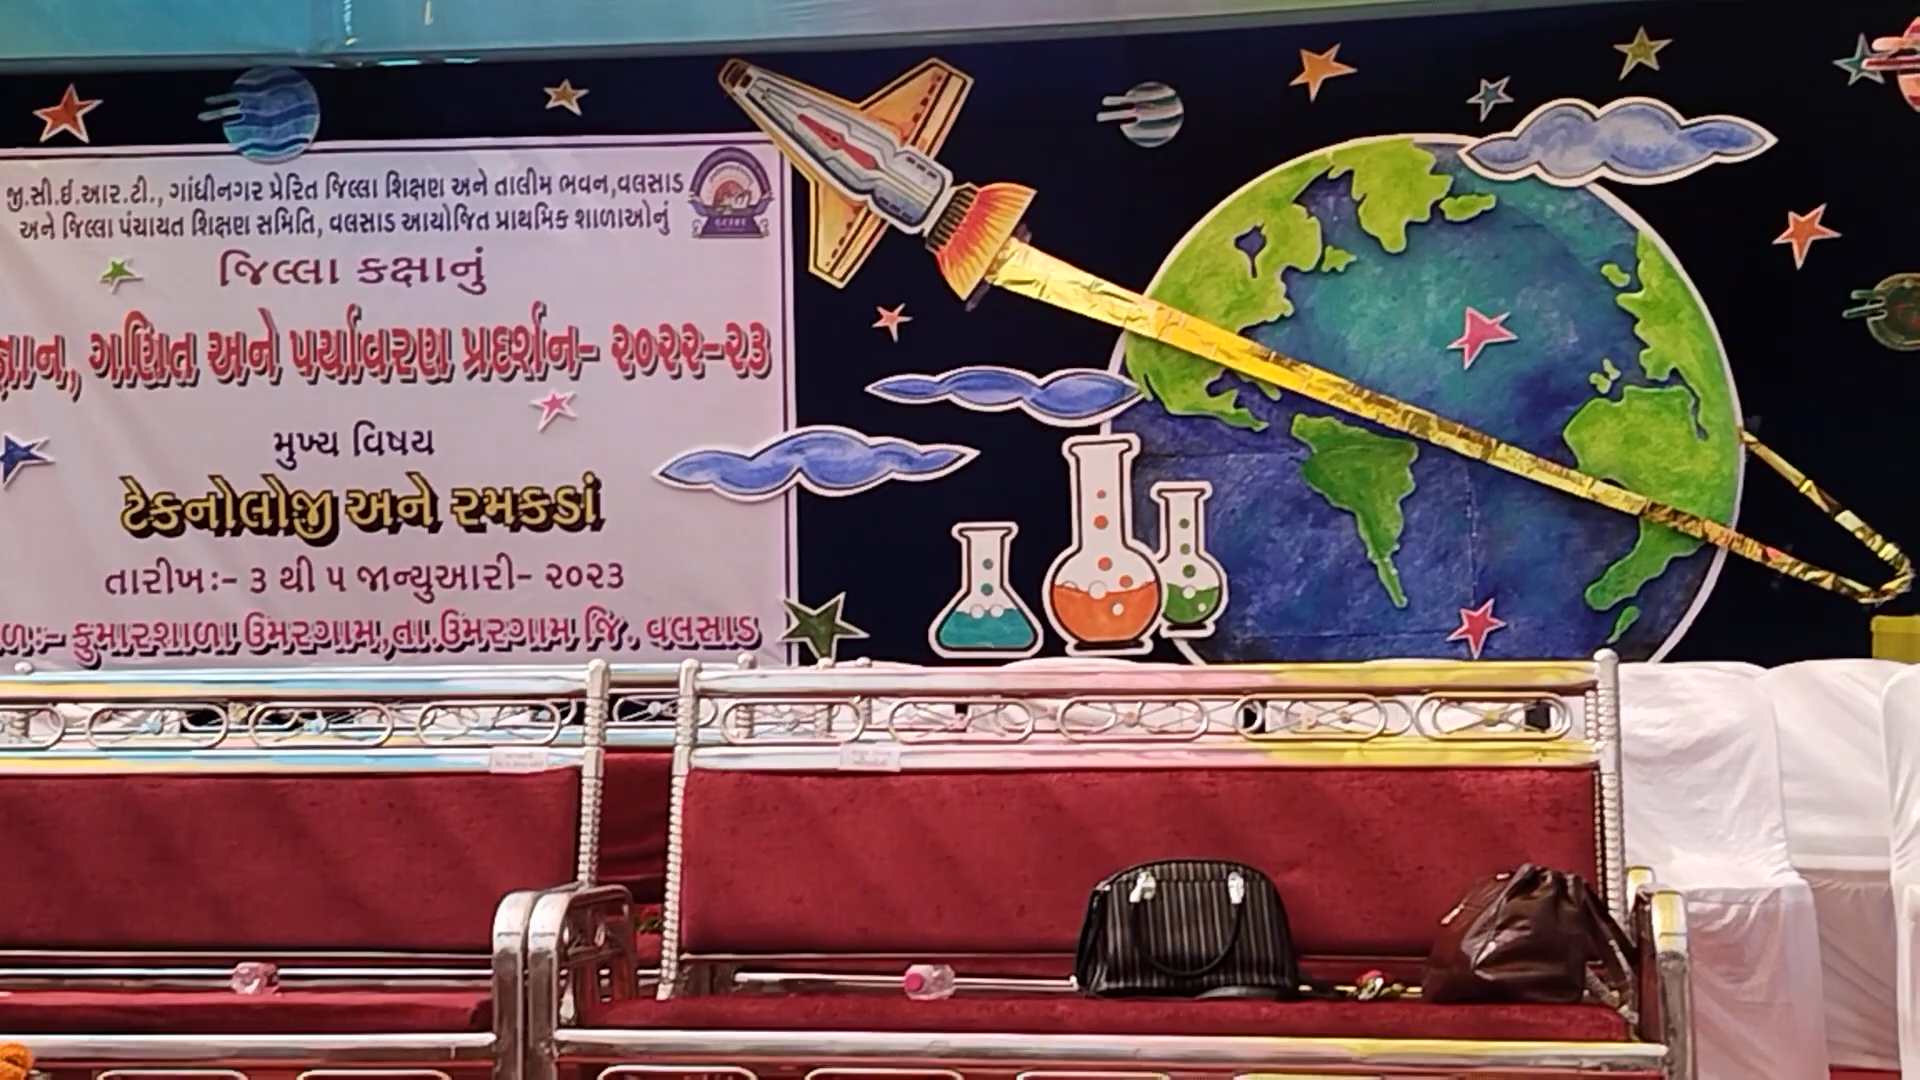 જી.સી.ઈ.આર.ટી., ગાંધીનગર પ્રેરિત જિલ્લા શિક્ષણ અને તાલીમ ભવન,વલસાડ
અને જિલ્લા પંચાયત શિક્ષણ સમિતિ, વલસાડ આયોજિત પ્રાથમિક શાળાઓનું
જિલ્લા કક્ષાનું
જ્ઞાન, ગણિત અને પર્યાવરણ પ્રદર્શન- ૨૦૨૨-૨૩
મુખ્ય વિષય
ટેકનોલોજી અને રમકડાં
તારીખઃ- ૩ થી ૫ જાન્યુઆરી- ૨૦૨૩
ળઃ- કુમારશાળા ઉમરગામ,તા.ઉમરગામ જિ. વલસાડ